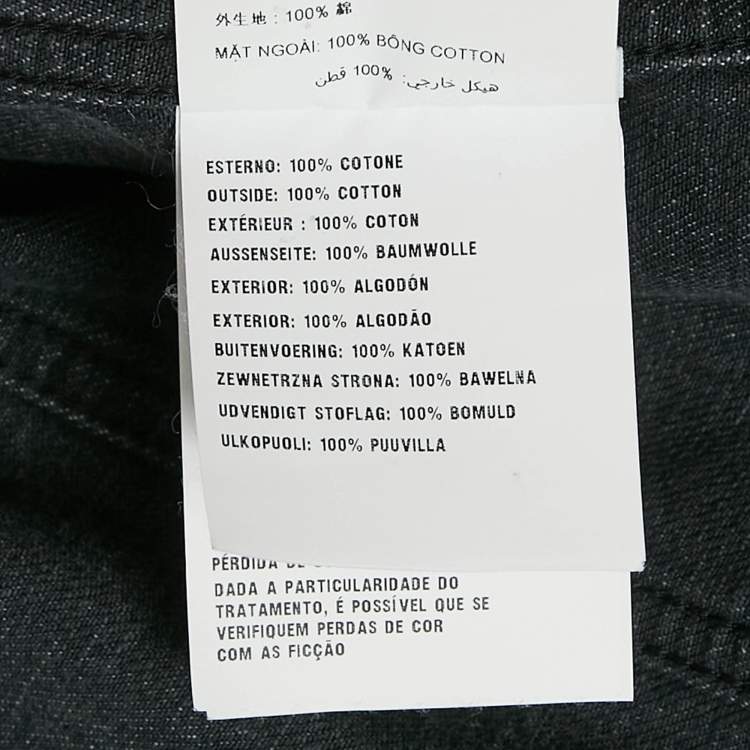 外生地 : 100% 綿
MẶT NGOÀI: 100% BÔNG COTTON
هيكل خارجي: 100% قطن
ESTERNO: 100% COTONE
OUTSIDE: 100% COTTON
EXTÉRIEUR : 100% COTON
AUSSENSEITE: 100% BAUMWOLLE
EXTERIOR: 100% ALGODÓN
EXTERIOR: 100% ALGODÃO
BUITENVOERING: 100% KATOEN
ZEWNETRZNA STRONA: 100% BAWELNA
UDVENDIGT STOFLAG: 100% BOMULD
ULKOPUOLI: 100% PUUVILLA
PÉRDIDA
DADA A PARTICULARIDADE DO
TRATAMENTO, É POSSÍVEL QUE SE
VERIFIQUEM PERDAS DE COR
COM AS FICÇÃO